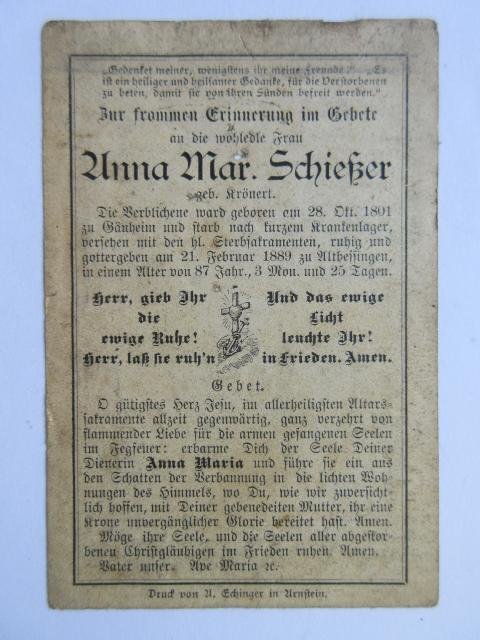 „Gedenket meiner, wenigstens ihr meine Freunde!" „Es
ist ein heiliger und heilsamer Gedanke, für die Verstorbenen
zu beten, damit sie von ihren Sünden befreit werden."
Zur frommen Erinnerung im Gebete
an die wohledle Frau
Anna Mar. Schießer
geb. Krönert.
Die Verblichene ward geboren am 28. Okt. 1801
zu Gänheim und starb nach kurzem Krankenlager,
versehen mit den hl. Sterbsakramenten, ruhig und
gottergeben am 21. Februar 1889 zu Altbessingen,
in einem Alter von 87 Jahr., 3 Mon. und 25 Tagen.
Herr, gieb Ihr
die
ewige Ruhe!
Herr, laß sie ruh'n
Und das ewige
Licht
leuchte Ihr!
in Frieden. Amen.
Gebet.
O gütigstes Herz Jesu, im allerheiligsten Altars-
sakramente allzeit gegenwärtig, ganz verzehrt von
flammender Liebe für die armen gefangenen Seelen
im Fegfeuer: erbarme Dich der Seele Deiner
Dienerin Anna Maria und führe sie ein aus
den Schatten der Verbannung in die lichten Woh-
nungen des Himmels, wo Du, wie wir zuversicht-
lich hoffen, mit Deiner gebenedeiten Mutter, ihr eine
Krone unvergänglicher Glorie bereitet hast. Amen.
Möge ihre Seele, und die Seelen aller abgestor-
benen Christgläubigen im Frieden ruhen. Amen.
Vater unser. Ave Maria ꝛc.
Druck von A. Echinger in Arnstein.